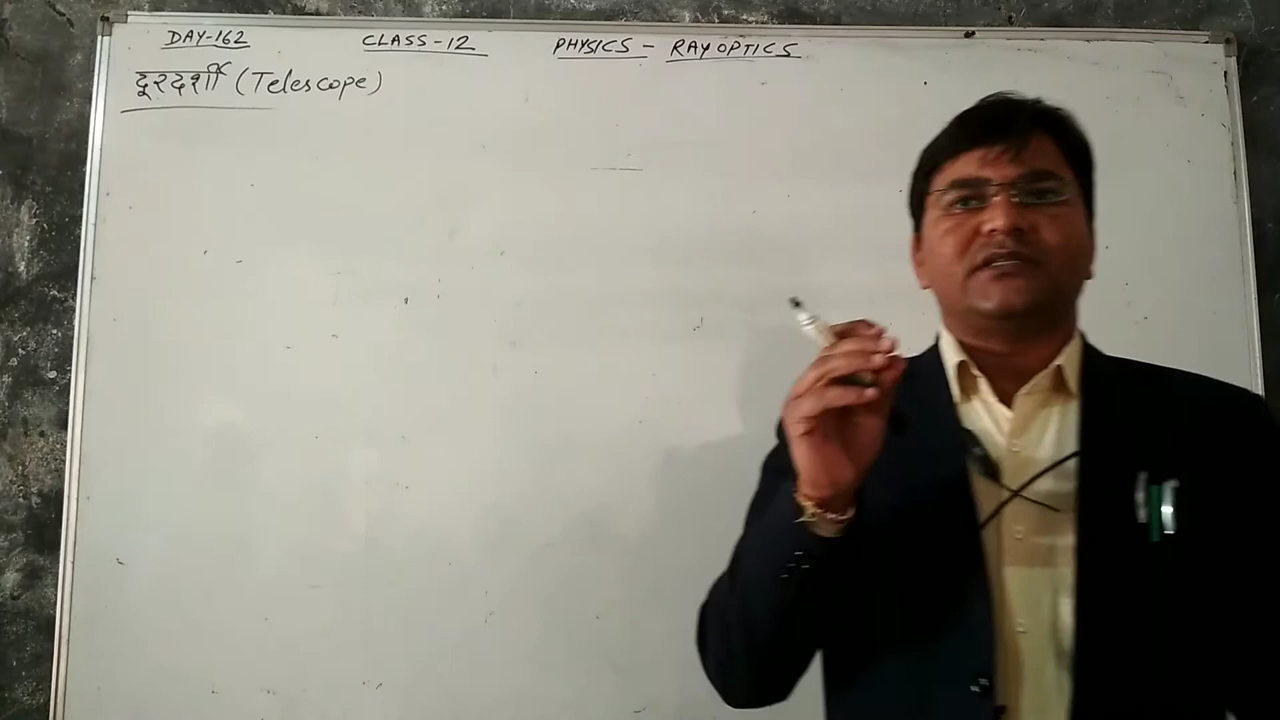 DAY-162 CLASS-12 PHYSICS - RAY OPTICS
दूरदर्शी (Telescope)